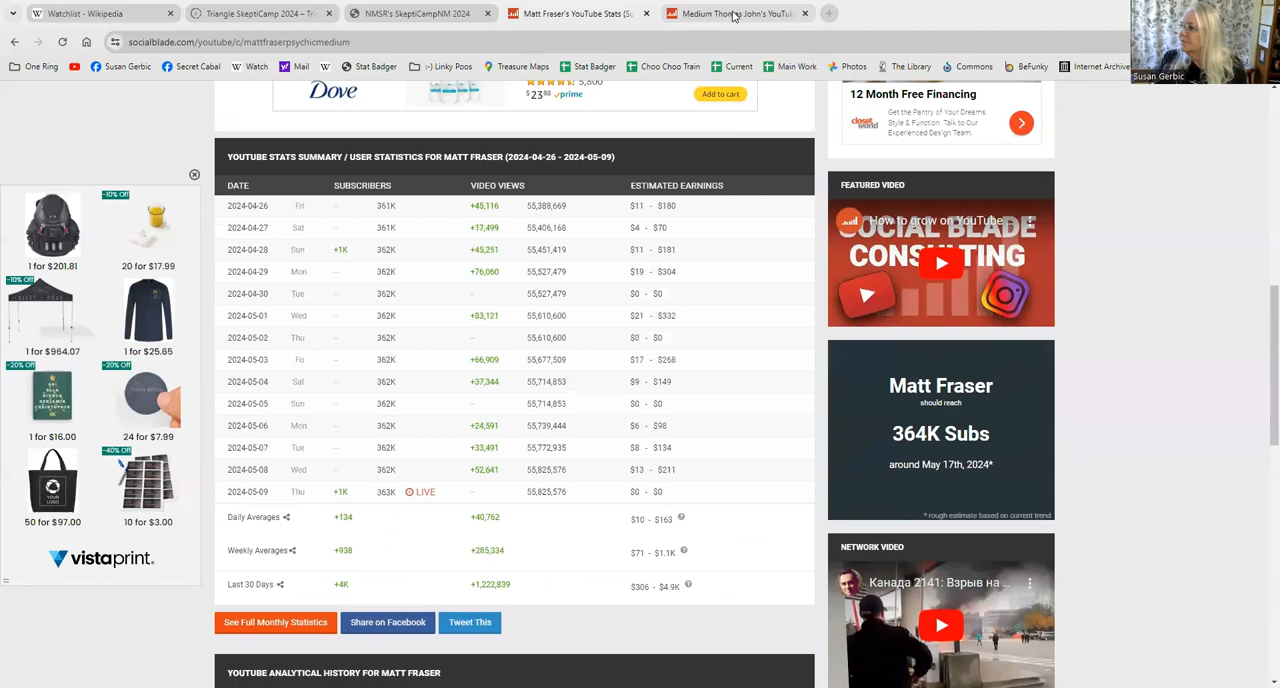 Watchlist - Wikipedia
Triangle SkeptiCamp 2024 – Tri
NMSR's SkeptiCampNM 2024
Matt Fraser's YouTube Stats (Su
Medium Thomas John's YouTub
socialblade.com/youtube/c/mattfraserpsychicmedium
One Ring
Susan Gerbic
Secret Cabal
Watch
Mail
Stat Badger
:-) Linky Pops
Treasure Maps
Stat Badger
Choo Choo Train
Current
Main Work
Photos
The Library
Commons
BeFunky
Internet Archive
Susan Gerbic
Dove
5,800
$23⁸⁸ prime
Add to cart
12 Month Free Financing
closet world
Get the Pantry of Your Dreams.
Style & Function. Talk to Our
Experienced Design Team.
YOUTUBE STATS SUMMARY / USER STATISTICS FOR MATT FRASER (2024-04-26 - 2024-05-09)
DATE SUBSCRIBERS VIDEO VIEWS ESTIMATED EARNINGS
2024-04-26 Fri -- 361K +45,116 55,388,669 $11 - $180
2024-04-27 Sat -- 361K +17,499 55,406,168 $4 - $70
2024-04-28 Sun +1K 362K +45,251 55,451,419 $11 - $181
2024-04-29 Mon -- 362K +76,060 55,527,479 $19 - $304
2024-04-30 Tue -- 362K -- 55,527,479 $0 - $0
2024-05-01 Wed -- 362K +83,121 55,610,600 $21 - $332
2024-05-02 Thu -- 362K -- 55,610,600 $0 - $0
2024-05-03 Fri -- 362K +66,909 55,677,509 $17 - $268
2024-05-04 Sat -- 362K +37,344 55,714,853 $9 - $149
2024-05-05 Sun -- 362K -- 55,714,853 $0 - $0
2024-05-06 Mon -- 362K +24,591 55,739,444 $6 - $98
2024-05-07 Tue -- 362K +33,491 55,772,935 $8 - $134
2024-05-08 Wed -- 362K +52,641 55,825,576 $13 - $211
2024-05-09 Thu +1K 363K LIVE -- 55,825,576 $0 - $0
Daily Averages +134 +40,762 $10 - $163
Weekly Averages +938 +285,334 $71 - $1.1K
Last 30 Days +4K +1,222,839 $306 - $4.9K
See Full Monthly Statistics
Share on Facebook
Tweet This
YOUTUBE ANALYTICAL HISTORY FOR MATT FRASER
-10% Off
1 for $201.81
20 for $17.99
-10% Off
1 for $964.07
1 for $25.65
-20% Off
-20% Off
1 for $16.00
24 for $7.99
-40% Off
YOUR LOGO
50 for $97.00
10 for $3.00
vistaprint.
FEATURED VIDEO
How to grow on YouTube
SOCIAL BLADE
CONSULTING
Matt Fraser
should reach
364K Subs
around May 17th, 2024*
* rough estimate based on current trend
NETWORK VIDEO
Канада 2141: Взрыв на ...